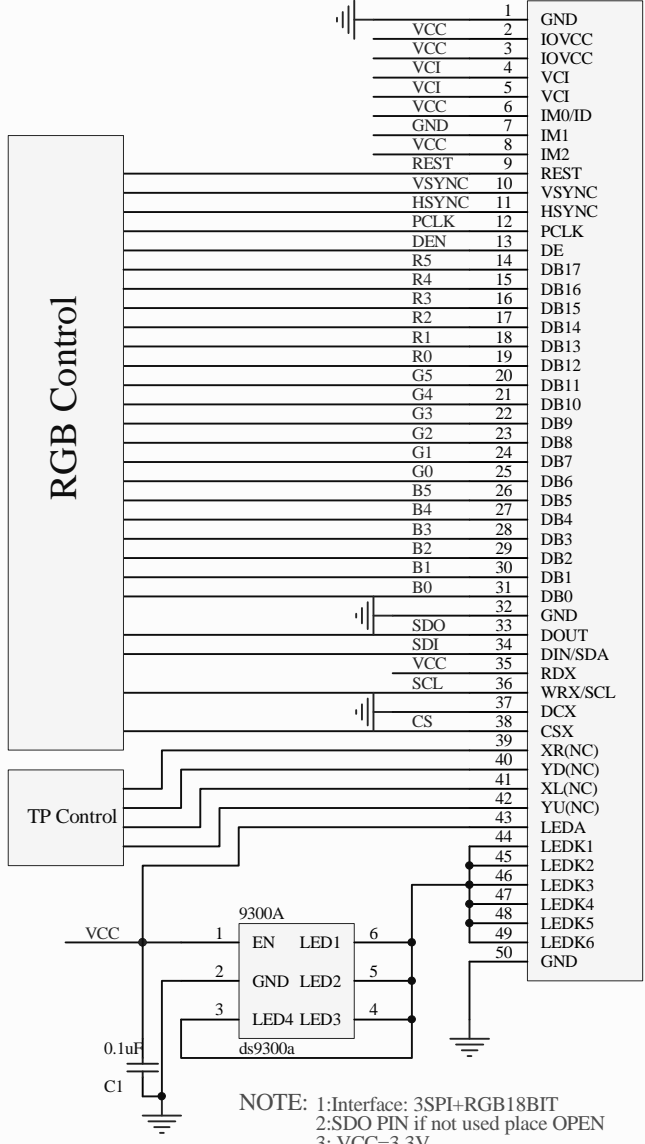 1 GND
VCC 2 IOVCC
VCC 3 IOVCC
VCI 4 VCI
VCI 5 VCI
VCC 6 IM0/ID
GND 7 IM1
VCC 8 IM2
REST 9 REST
VSYNC 10 VSYNC
HSYNC 11 HSYNC
PCLK 12 PCLK
DEN 13 DE
R5 14 DB17
R4 15 DB16
R3 16 DB15
R2 17 DB14
R1 18 DB13
R0 19 DB12
G5 20 DB11
G4 21 DB10
G3 22 DB9
G2 23 DB8
G1 24 DB7
G0 25 DB6
B5 26 DB5
B4 27 DB4
B3 28 DB3
B2 29 DB2
B1 30 DB1
B0 31 DB0
32 GND
SDO 33 DOUT
SDI 34 DIN/SDA
VCC 35 RDX
SCL 36 WRX/SCL
37 DCX
CS 38 CSX
39 XR(NC)
40 YD(NC)
41 XL(NC)
42 YU(NC)
43 LEDA
44 LEDK1
45 LEDK2
46 LEDK3
47 LEDK4
48 LEDK5
49 LEDK6
50 GND
RGB Control
TP Control
VCC
9300A
1 EN LED1 6
2 GND LED2 5
3 LED4 LED3 4
ds9300a
0.1uF
C1
NOTE: 1:Interface: 3SPI+RGB18BIT
2:SDO PIN if not used place OPEN
3: VCC=3.3V